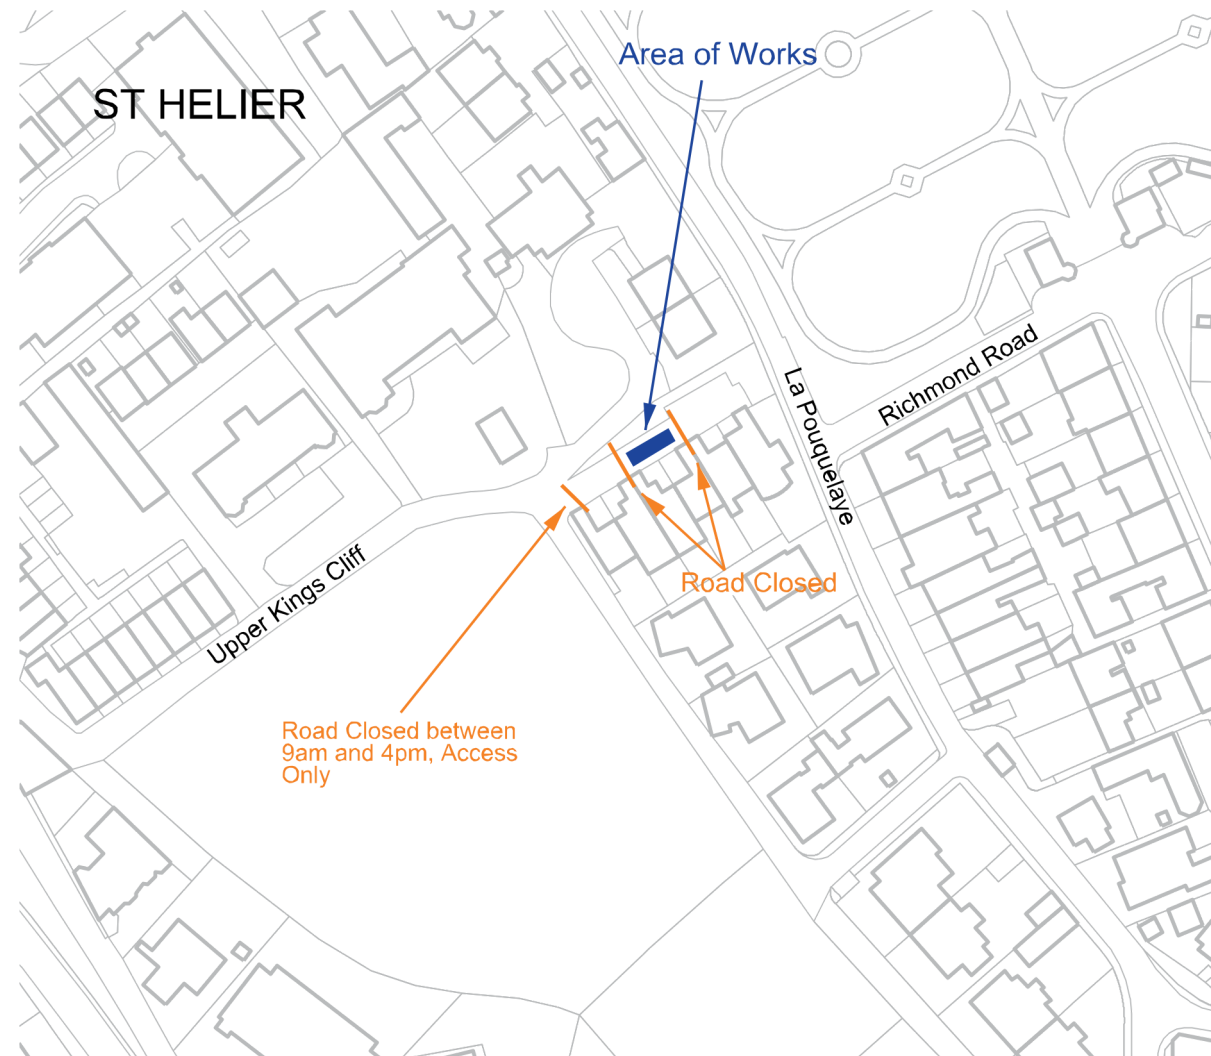 Area of Works
ST HELIER
Richmond Road
La Pouquelaye
Road Closed
Upper Kings Cliff
Road Closed between
9am and 4pm, Access
Only